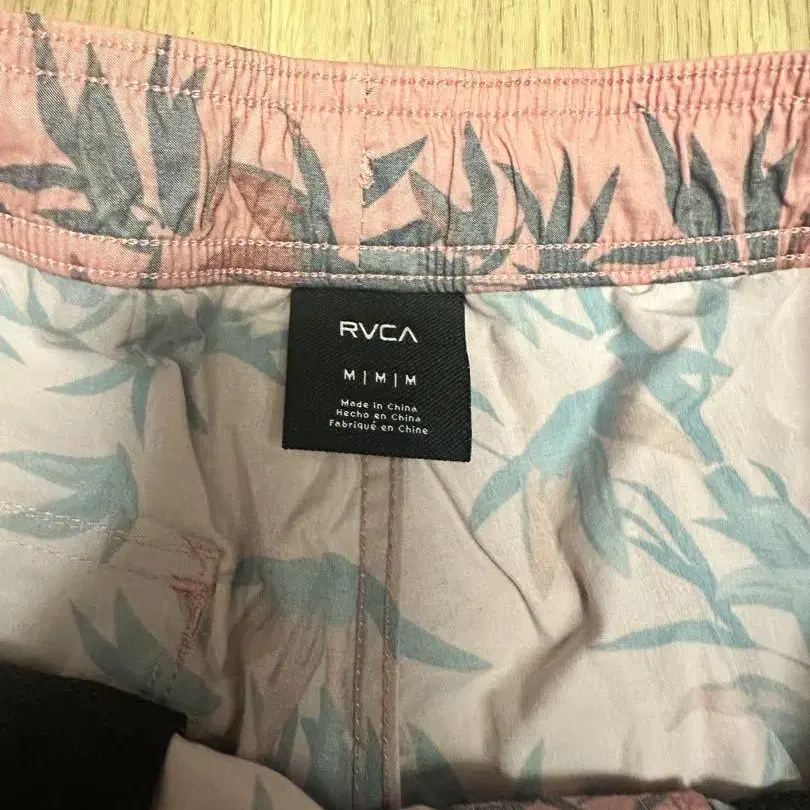 RVCA
M | M | M
Made in China
Hecho en China
Fabriqué en Chine